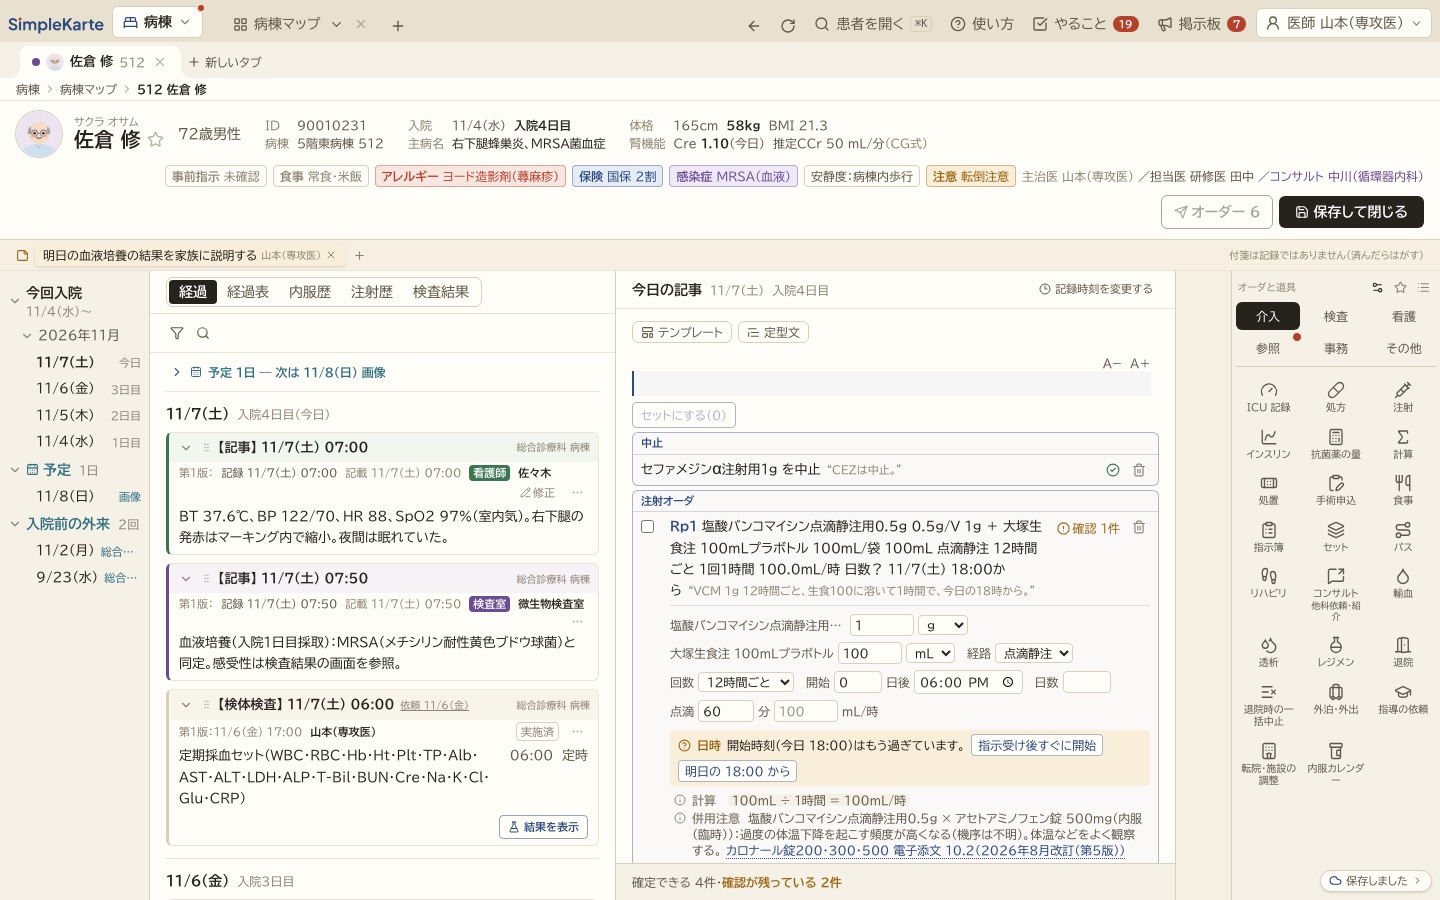 SimpleKarte 病棟 病棟マップ 患者を開く ⌘K 使い方 やること 19 掲示板 7 医師 山本(専攻医)
佐倉 修 512 新しいタブ
病棟 病棟マップ 512 佐倉 修
サクラ オサム
佐倉 修 72歳男性
ID 90010231
病棟 5階東病棟 512
入院 11/4(水) 入院4日目
主病名 右下腿蜂巣炎、MRSA菌血症
体格 165cm 58kg BMI 21.3
腎機能 Cre 1.10(今日) 推定CCr 50 mL/分(CG式)
事前指示 未確認 食事 常食・米飯 アレルギー ヨード造影剤(蕁麻疹) 保険 国保 2割 感染症 MRSA(血液) 安静度:病棟内歩行 注意 転倒注意 主治医 山本(専攻医) ／担当医 研修医 田中 ／コンサルト 中川(循環器内科)
オーダー 6 保存して閉じる
明日の血液培養の結果を家族に説明する 山本(専攻医) 付箋は記録ではありません(済んだらはがす)
今回入院
11/4(水)〜
2026年11月
11/7(土) 今日
11/6(金) 3日目
11/5(木) 2日目
11/4(水) 1日目
予定 1日
11/8(日) 画像
入院前の外来 2回
11/2(月) 総合…
9/23(水) 総合…
経過 経過表 内服歴 注射歴 検査結果
予定 1日 — 次は 11/8(日) 画像
11/7(土) 入院4日目(今日)
【記事】11/7(土) 07:00 総合診療科 病棟
第1版: 記録 11/7(土) 07:00 記載 11/7(土) 07:00 看護師 佐々木
修正 …
BT 37.6℃、BP 122/70、HR 88、SpO2 97%(室内気)。右下腿の
発赤はマーキング内で縮小。夜間は眠れていた。
【記事】11/7(土) 07:50 総合診療科 病棟
第1版: 記録 11/7(土) 07:50 記載 11/7(土) 07:50 検査室 微生物検査室
…
血液培養(入院1日目採取):MRSA(メチシリン耐性黄色ブドウ球菌)と
同定。感受性は検査結果の画面を参照。
【検体検査】11/7(土) 06:00 依頼 11/6(金) 総合診療科 病棟
第1版:11/6(金) 17:00 山本(専攻医) 実施済 …
定期採血セット(WBC・RBC・Hb・Ht・Plt・TP・Alb・ 06:00 定時
AST・ALT・LDH・ALP・T-Bil・BUN・Cre・Na・K・Cl・
Glu・CRP)
結果を表示
11/6(金) 入院3日目
今日の記事 11/7(土) 入院4日目 記録時刻を変更する
テンプレート 定型文
A− A+
セットにする(0)
中止
セファメジンα注射用1g を中止 “CEZは中止。”
注射オーダ
Rp1 塩酸バンコマイシン点滴静注用0.5g 0.5g/V 1g ＋ 大塚生 確認 1件
食注 100mLプラボトル 100mL/袋 100mL 点滴静注 12時間
ごと 1回1時間 100.0mL/時 日数？ 11/7(土) 18:00か
ら “VCM 1g 12時間ごと、生食100に溶いて1時間で、今日の18時から。”
塩酸バンコマイシン点滴静注用… 1 g
大塚生食注 100mLプラボトル 100 mL 経路 点滴静注
回数 12時間ごと 開始 0 日後 06:00 PM 日数
点滴 60 分 100 mL/時
日時 開始時刻(今日 18:00)はもう過ぎています。 指示受け後すぐに開始
明日の 18:00 から
計算 100mL ÷ 1時間 = 100mL/時
併用注意 塩酸バンコマイシン点滴静注用0.5g × アセトアミノフェン錠 500mg(内服
(臨時)):過度の体温下降を起こす頻度が高くなる(機序は不明)。体温などをよく観察
する。 カロナール錠200・300・500 電子添文 10.2(2026年8月改訂(第5版))
確定できる 4件・確認が残っている 2件
オーダと道具
介入 検査 看護
参照 事務 その他
ICU 記録 処方 注射
インスリン 抗菌薬の量 計算
処置 手術申込 食事
指示簿 セット パス
リハビリ コンサルト 輸血
他科依頼・紹
介
透析 レジメン 退院
退院時の一 外泊・外出 指導の依頼
括中止
転院・施設の 内服カレンダ
調整 ー
保存しました